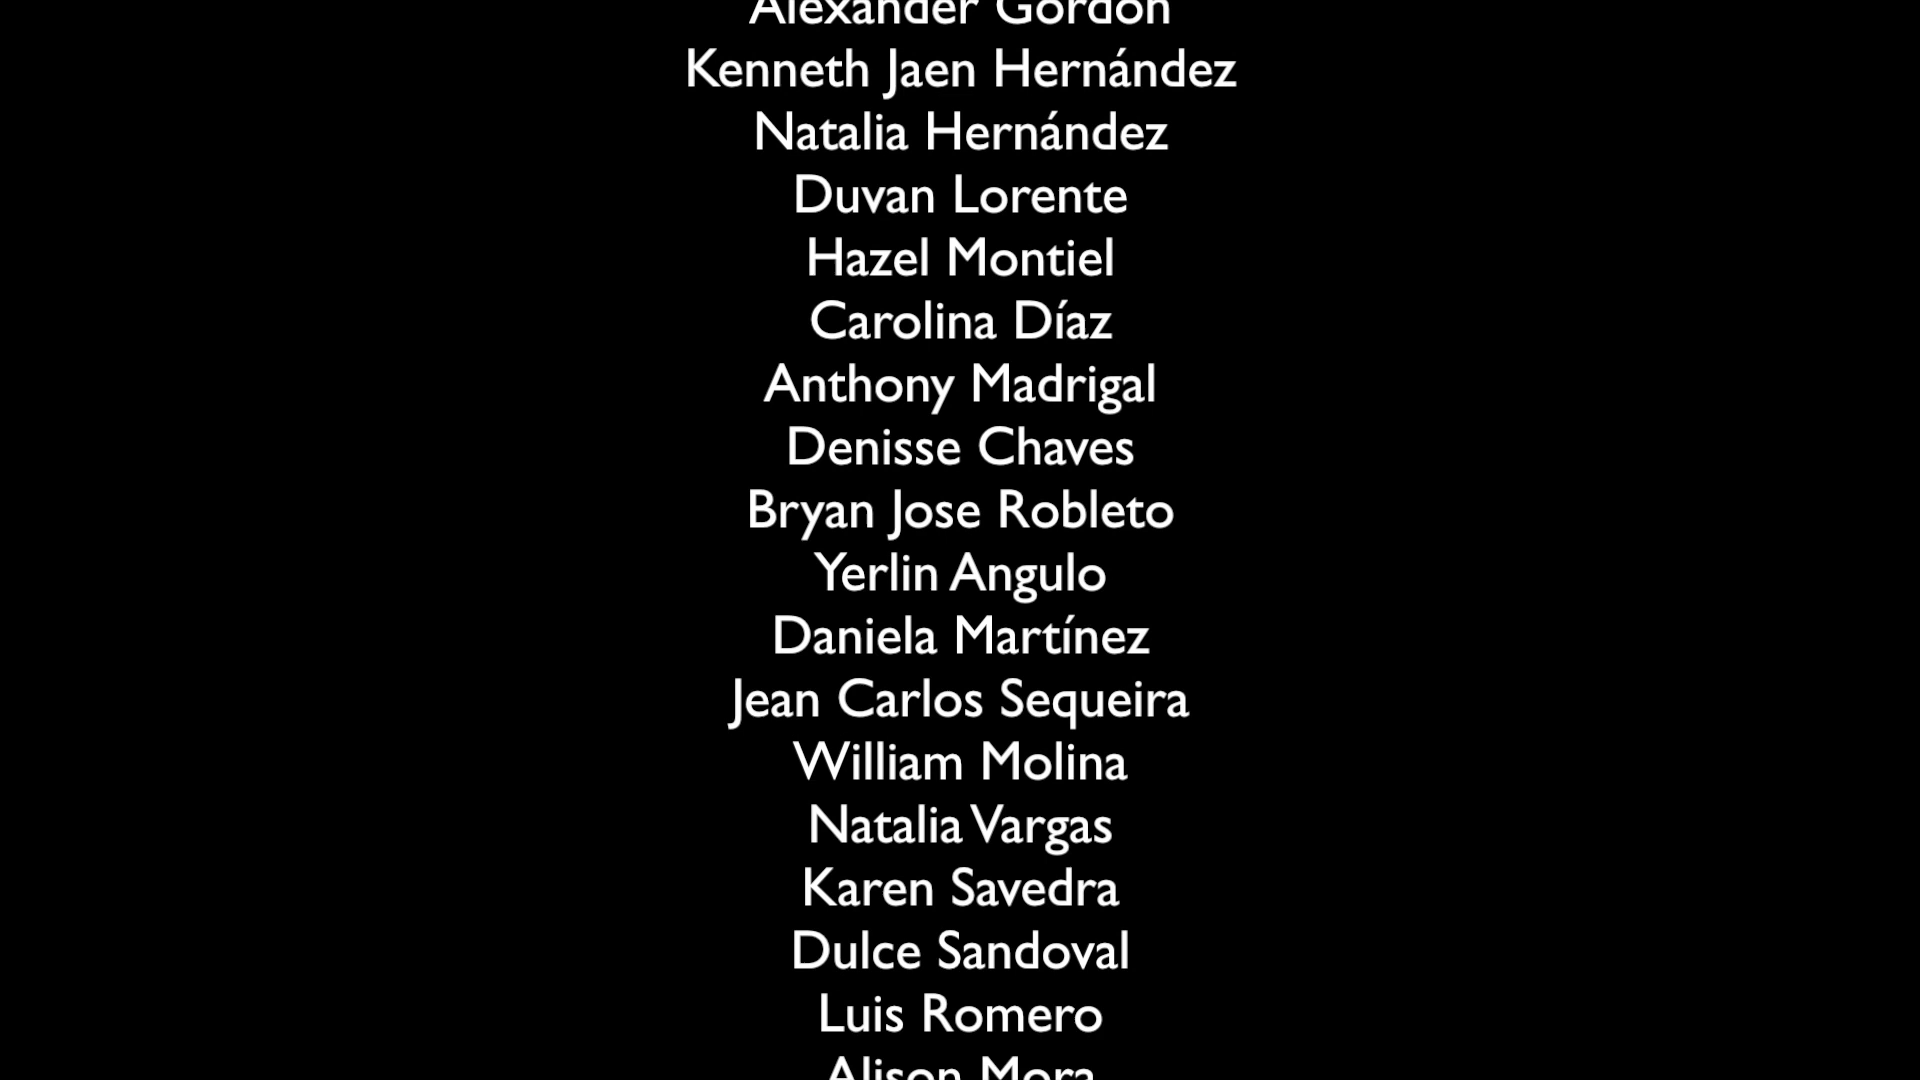 Alexander Gordon
Kenneth Jaen Hernández
Natalia Hernández
Duvan Lorente
Hazel Montiel
Carolina Díaz
Anthony Madrigal
Denisse Chaves
Bryan Jose Robleto
Yerlin Angulo
Daniela Martínez
Jean Carlos Sequeira
William Molina
Natalia Vargas
Karen Savedra
Dulce Sandoval
Luis Romero
Alison Mora